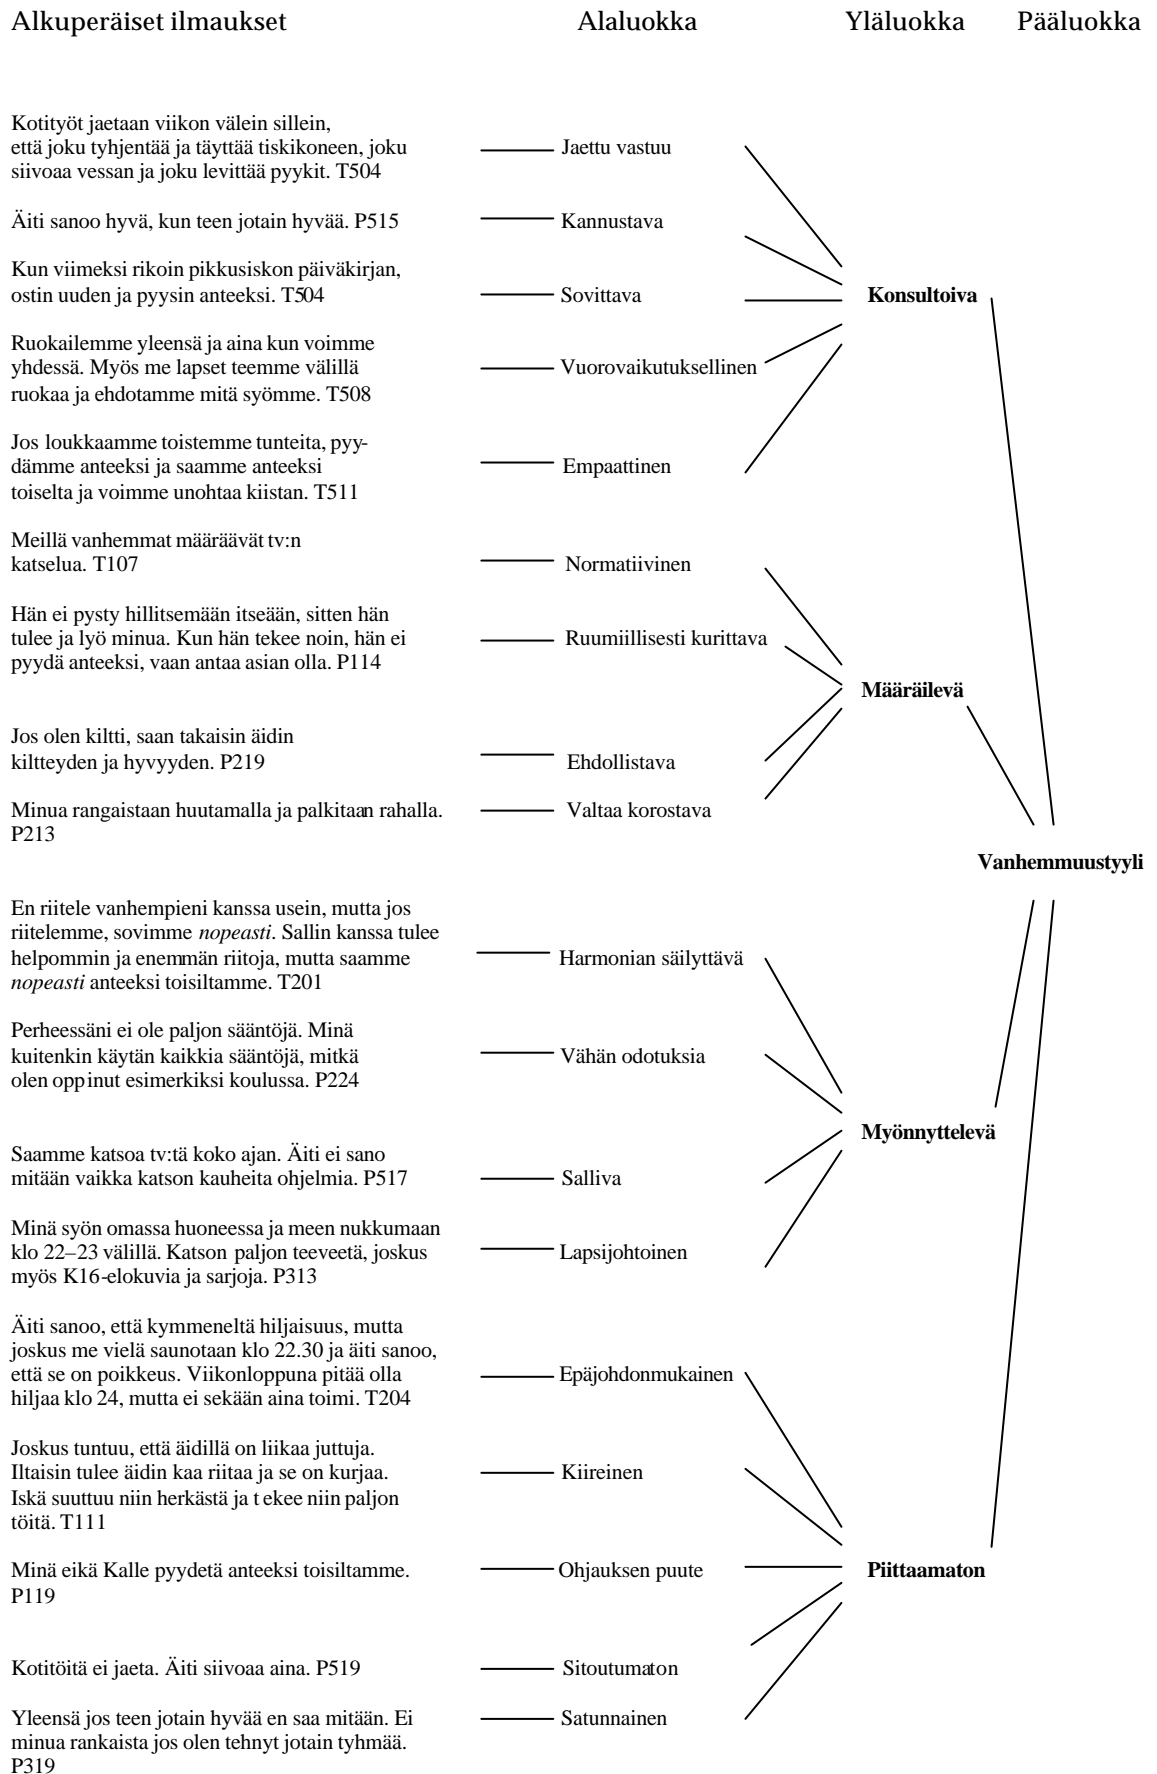 Alkuperäiset ilmaukset Alaluokka Yläluokka Pääluokka
Kotityöt jaetaan viikon välein sillein,
että joku tyhjentää ja täyttää tiskikoneen, joku
siivoaa vessan ja joku levittää pyykit. T504
Jaettu vastuu
Äiti sanoo hyvä, kun teen jotain hyvää. P515
Kannustava
Kun viimeksi rikoin pikkusiskon päiväkirjan,
ostin uuden ja pyysin anteeksi. T504
Sovittava
Konsultoiva
Ruokailemme yleensä ja aina kun voimme
yhdessä. Myös me lapset teemme välillä
ruokaa ja ehdotamme mitä syömme. T508
Vuorovaikutuksellinen
Jos loukkaamme toistemme tunteita, pyy-
dämme anteeksi ja saamme anteeksi
toiselta ja voimme unohtaa kiistan. T511
Empaattinen
Meillä vanhemmat määräävät tv:n
katselua. T107
Normatiivinen
Hän ei pysty hillitsemään itseään, sitten hän
tulee ja lyö minua. Kun hän tekee noin, hän ei
pyydä anteeksi, vaan antaa asian olla. P114
Ruumiillisesti kurittava
Määräilevä
Jos olen kiltti, saan takaisin äidin
kiltteyden ja hyvyyden. P219
Ehdollistava
Minua rangaistaan huutamalla ja palkitaan rahalla.
P213
Valtaa korostava
Vanhemmuustyyli
En riitele vanhempieni kanssa usein, mutta jos
riitelemme, sovimme nopeasti. Sallin kanssa tulee
helpommin ja enemmän riitoja, mutta saamme
nopeasti anteeksi toisiltamme. T201
Harmonian säilyttävä
Perheessäni ei ole paljon sääntöjä. Minä
kuitenkin käytän kaikkia sääntöjä, mitkä
olen oppinut esimerkiksi koulussa. P224
Vähän odotuksia
Myönnyttelevä
Saamme katsoa tv:tä koko ajan. Äiti ei sano
mitään vaikka katson kauheita ohjelmia. P517
Salliva
Minä syön omassa huoneessa ja meen nukkumaan
klo 22–23 välillä. Katson paljon teeveetä, joskus
myös K16-elokuvia ja sarjoja. P313
Lapsijohtoinen
Äiti sanoo, että kymmeneltä hiljaisuus, mutta
joskus me vielä saunotaan klo 22.30 ja äiti sanoo,
että se on poikkeus. Viikonloppuna pitää olla
hiljaa klo 24, mutta ei sekään aina toimi. T204
Epäjohdonmukainen
Joskus tuntuu, että äidillä on liikaa juttuja.
Iltaisin tulee äidin kaa riitaa ja se on kurjaa.
Iskä suuttuu niin herkästä ja t ekee niin paljon
töitä. T111
Kiireinen
Minä eikä Kalle pyydetä anteeksi toisiltamme.
P119
Ohjauksen puute
Piittaamaton
Kotitöitä ei jaeta. Äiti siivoaa aina. P519
Sitoutumaton
Yleensä jos teen jotain hyvää en saa mitään. Ei
minua rankaista jos olen tehnyt jotain tyhmää.
P319
Satunnainen